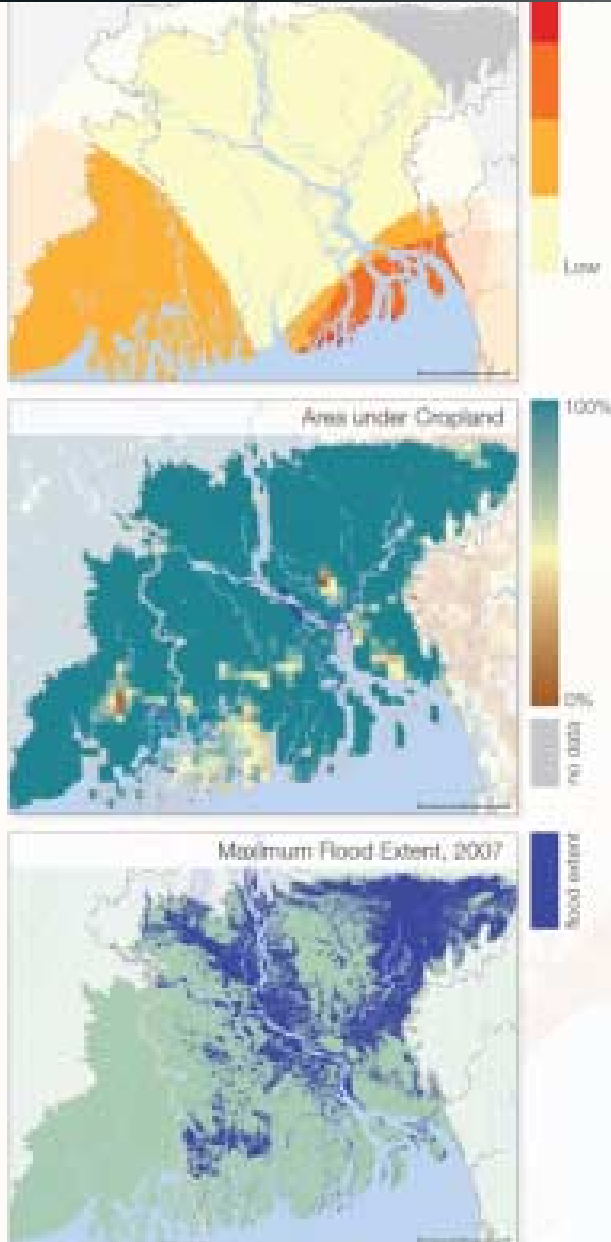 Low
Area under Cropland
100%
0%
no data
Maximum Flood Extent, 2007
flood extent